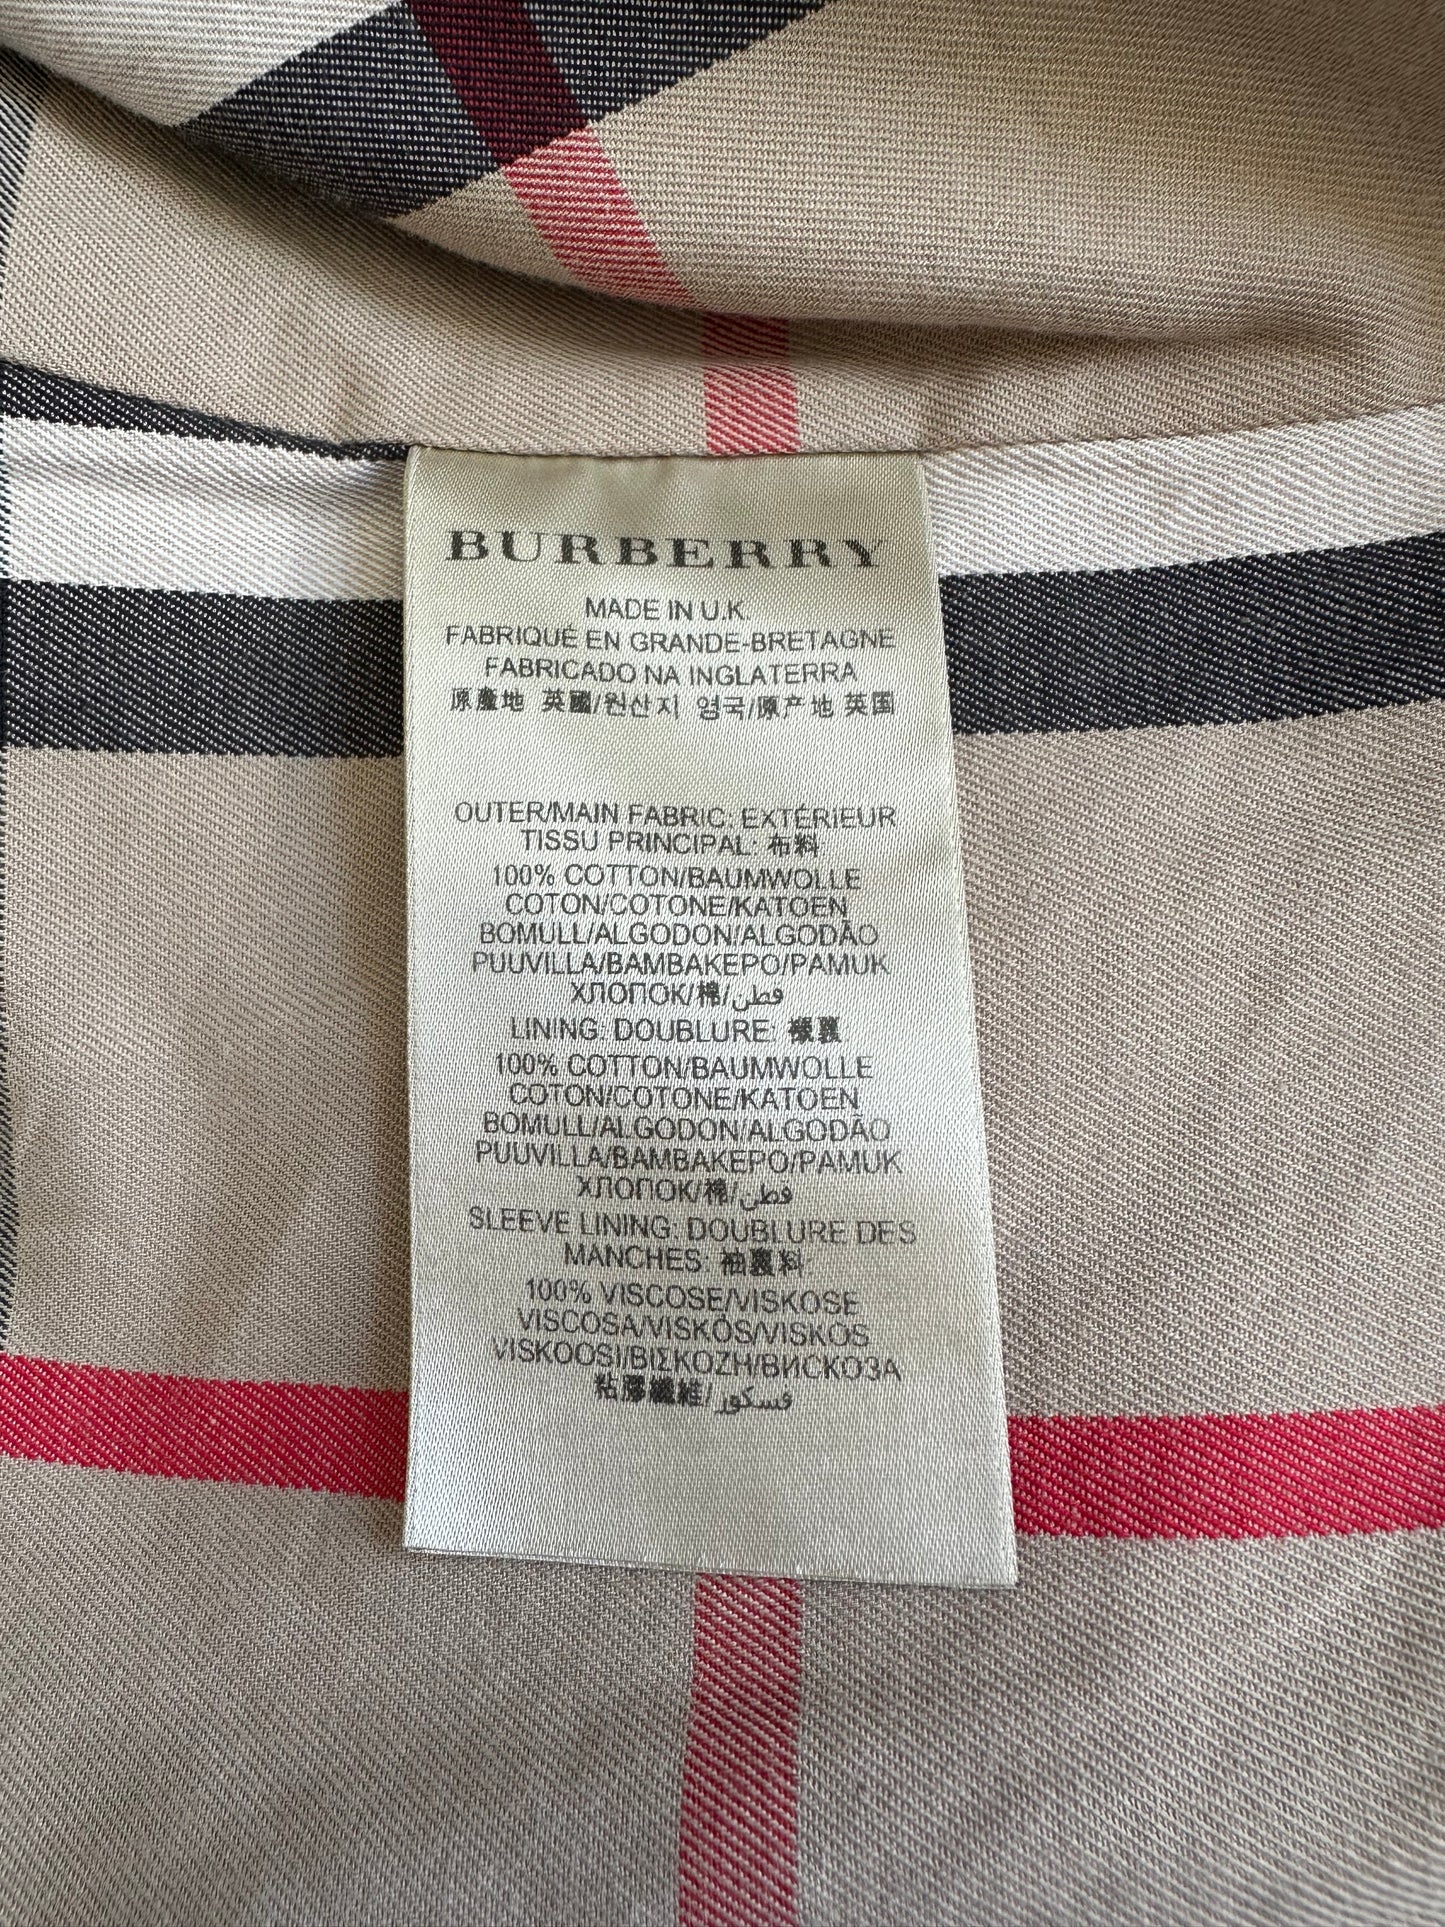 BURBERRY
MADE IN U.K.
FABRIQUÉ EN GRANDE-BRETAGNE
FABRICADO NA INGLATERRA
原產地 英國/원산지 영국/原产地 英国
OUTER/MAIN FABRIC: EXTÉRIEUR
TISSU PRINCIPAL: 布料
100% COTTON/BAUMWOLLE
COTON/COTONE/KATOEN
BOMULL/ALGODON/ALGODÃO
PUUVILLA/ΒΑΜΒΑΚΕΡΟ/PAMUK
ХЛОПОК/棉/قطن
LINING: DOUBLURE: 襯裏
100% COTTON/BAUMWOLLE
COTON/COTONE/KATOEN
BOMULL/ALGODON/ALGODÃO
PUUVILLA/ΒΑΜΒΑΚΕΡΟ/PAMUK
ХЛОПОК/棉/قطن
SLEEVE LINING: DOUBLURE DES
MANCHES: 袖裏料
100% VISCOSE/VISKOSE
VISCOSA/VISKÓS/VISKOS
VISKOOSI/ΒΙΣΚΟΖΗ/ВИСКОЗА
粘膠纖維/فسكوز